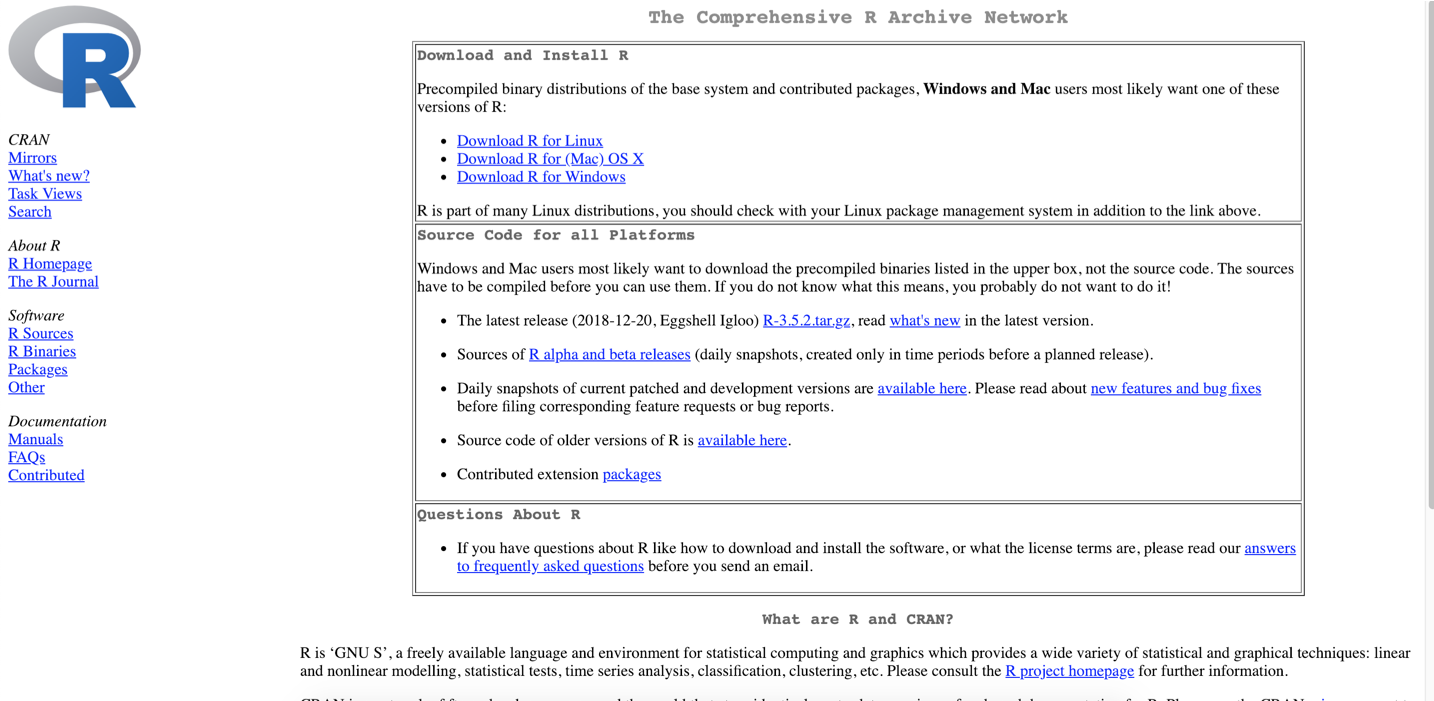 R
CRAN
Mirrors
What's new?
Task Views
Search
About R
R Homepage
The R Journal
Software
R Sources
R Binaries
Packages
Other
Documentation
Manuals
FAQs
Contributed
The Comprehensive R Archive Network
Download and Install R
Precompiled binary distributions of the base system and contributed packages, Windows and Mac users most likely want one of these
versions of R:
• Download R for Linux
• Download R for (Mac) OS X
• Download R for Windows
R is part of many Linux distributions, you should check with your Linux package management system in addition to the link above.
Source Code for all Platforms
Windows and Mac users most likely want to download the precompiled binaries listed in the upper box, not the source code. The sources
have to be compiled before you can use them. If you do not know what this means, you probably do not want to do it!
• The latest release (2018-12-20, Eggshell Igloo) R-3.5.2.tar.gz, read what's new in the latest version.
• Sources of R alpha and beta releases (daily snapshots, created only in time periods before a planned release).
• Daily snapshots of current patched and development versions are available here. Please read about new features and bug fixes
before filing corresponding feature requests or bug reports.
• Source code of older versions of R is available here.
• Contributed extension packages
Questions About R
• If you have questions about R like how to download and install the software, or what the license terms are, please read our answers
to frequently asked questions before you send an email.
What are R and CRAN?
R is ‘GNU S’, a freely available language and environment for statistical computing and graphics which provides a wide variety of statistical and graphical techniques: linear
and nonlinear modelling, statistical tests, time series analysis, classification, clustering, etc. Please consult the R project homepage for further information.